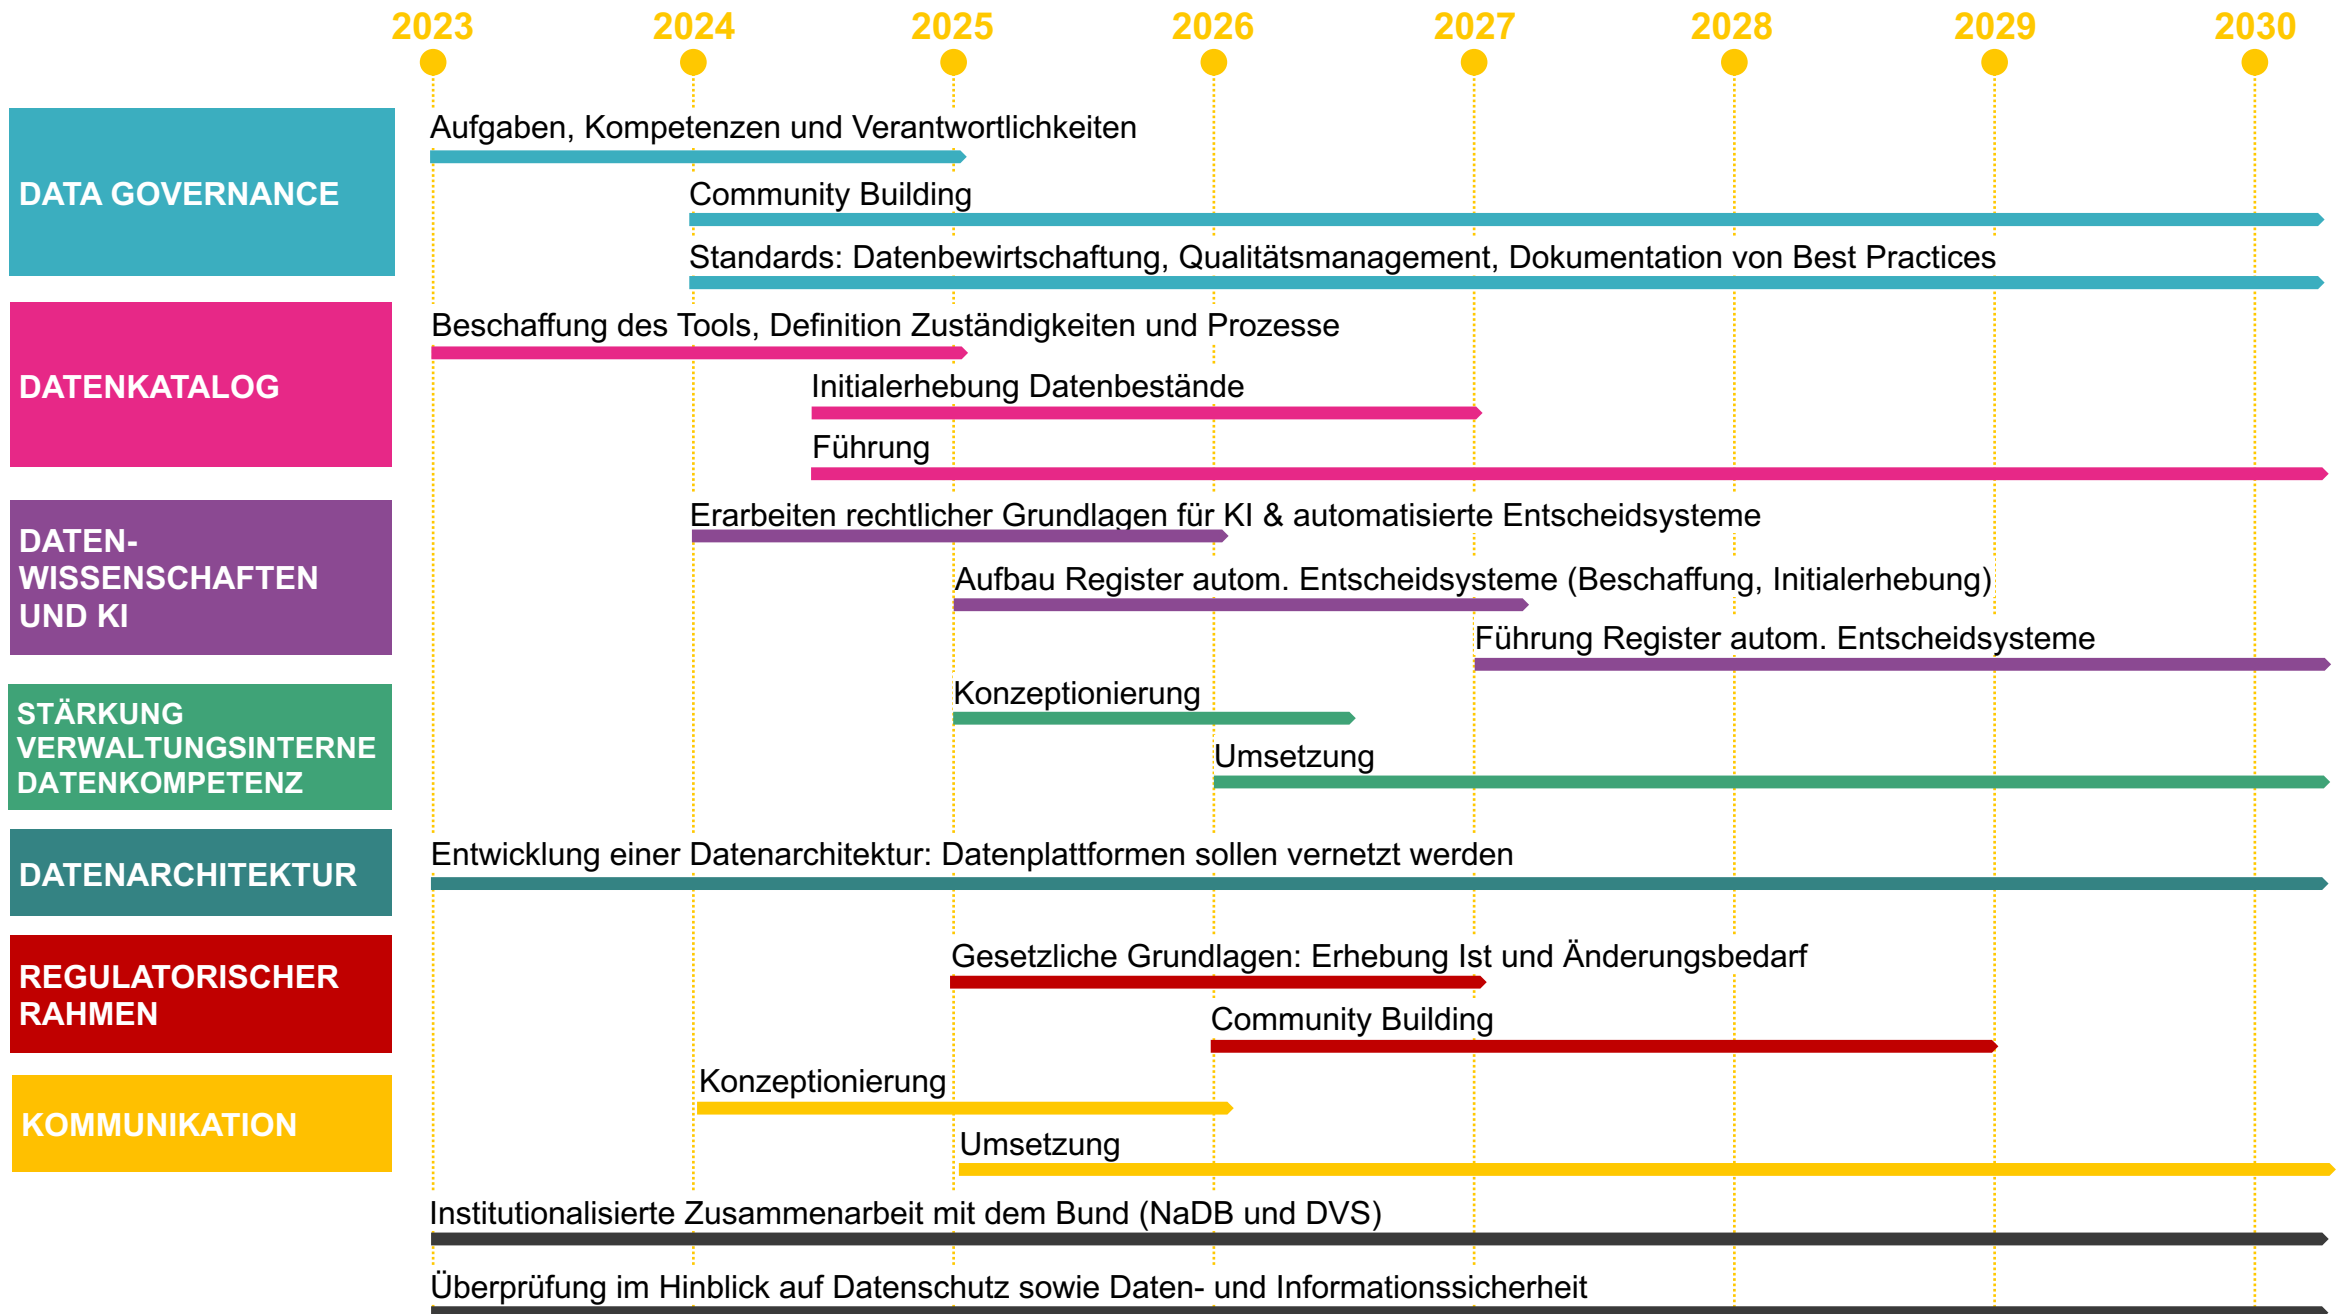 2023 2024 2025 2026 2027 2028 2029 2030
DATA GOVERNANCE
Aufgaben, Kompetenzen und Verantwortlichkeiten
Community Building
Standards: Datenbewirtschaftung, Qualitätsmanagement, Dokumentation von Best Practices
DATENKATALOG
Beschaffung des Tools, Definition Zuständigkeiten und Prozesse
Initialerhebung Datenbestände
Führung
DATEN-
WISSENSCHAFTEN
UND KI
Erarbeiten rechtlicher Grundlagen für KI & automatisierte Entscheidsysteme
Aufbau Register autom. Entscheidsysteme (Beschaffung, Initialerhebung)
Führung Register autom. Entscheidsysteme
STÄRKUNG
VERWALTUNGSINTERNE
DATENKOMPETENZ
Konzeptionierung
Umsetzung
DATENARCHITEKTUR
Entwicklung einer Datenarchitektur: Datenplattformen sollen vernetzt werden
REGULATORISCHER
RAHMEN
Gesetzliche Grundlagen: Erhebung Ist und Änderungsbedarf
Community Building
KOMMUNIKATION
Konzeptionierung
Umsetzung
Institutionalisierte Zusammenarbeit mit dem Bund (NaDB und DVS)
Überprüfung im Hinblick auf Datenschutz sowie Daten- und Informationssicherheit